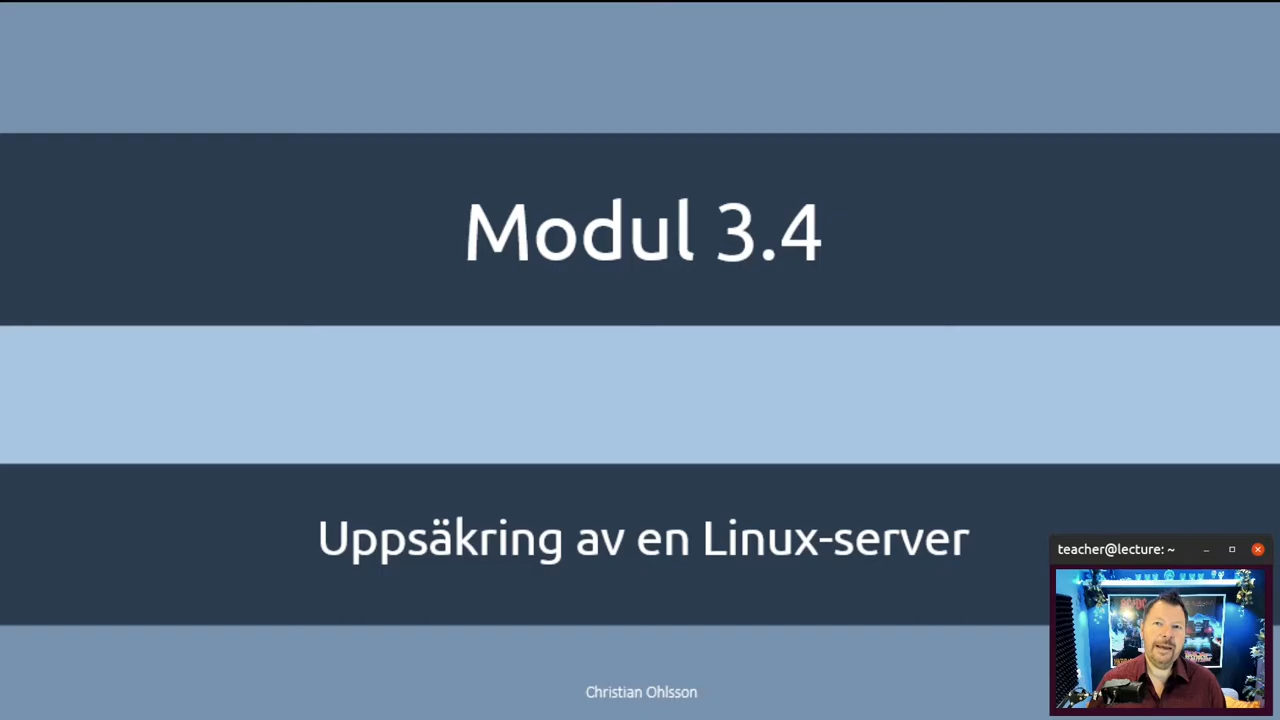 Modul 3.4
Uppsäkring av en Linux-server
teacher@lecture: ~
Christian Ohlsson